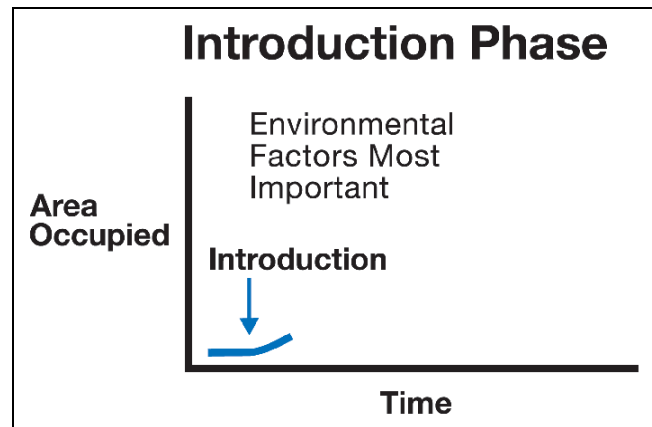 Introduction Phase
Environmental
Factors Most
Important
Area
Occupied
Introduction
Time